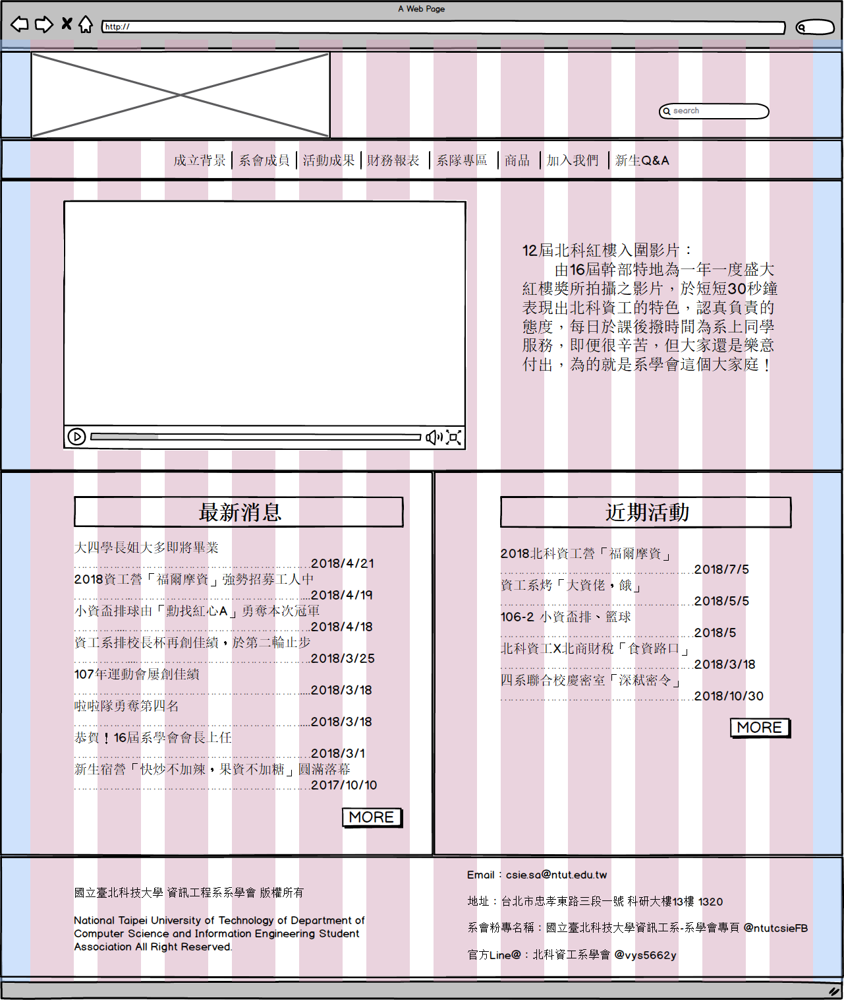 A Web Page
http://
search
成立背景 系會成員 活動成果 財務報表 系隊專區 商品 加入我們 新生Q&A
12屆北科紅樓入圍影片：
由16屆幹部特地為一年一度盛大
紅樓獎所拍攝之影片，於短短30秒鐘
表現出北科資工的特色，認真負責的
態度，每日於課後撥時間為系上同學
服務，即便很辛苦，但大家還是樂意
付出，為的就是系學會這個大家庭！
最新消息
大四學長姐大多即將畢業
……………………………………………………2018/4/21
2018資工營「福爾摩資」強勢招募工人中
……………………………………………………2018/4/19
小資盃排球由「勳找紅心A」勇奪本次冠軍
……………………………………………………2018/4/18
資工系排校長杯再創佳績，於第二輪止步
……………………………………………………2018/3/25
107年運動會屢創佳績
……………………………………………………2018/3/18
啦啦隊勇奪第四名
……………………………………………………2018/3/18
恭賀！16屆系學會會長上任
……………………………………………………2018/3/1
新生宿營「快炒不加辣，果資不加糖」圓滿落幕
……………………………………………………2017/10/10
MORE
近期活動
2018北科資工營「福爾摩資」
…………………………………………2018/7/5
資工系烤「大資佬，餓」
…………………………………………2018/5/5
106-2 小資盃排、籃球
…………………………………………2018/5
北科資工X北商財稅「食資路口」
…………………………………………2018/3/18
四系聯合校慶密室「深弒密令」
…………………………………………2018/10/30
MORE
國立臺北科技大學 資訊工程系系學會 版權所有
National Taipei University of Technology of Department of
Computer Science and Information Engineering Student
Association All Right Reserved.
Email：csie.sa@ntut.edu.tw
地址：台北市忠孝東路三段一號 科研大樓13樓 1320
系會粉專名稱：國立臺北科技大學資訊工系-系學會專頁 @ntutcsieFB
官方Line@：北科資工系學會 @vys5662y